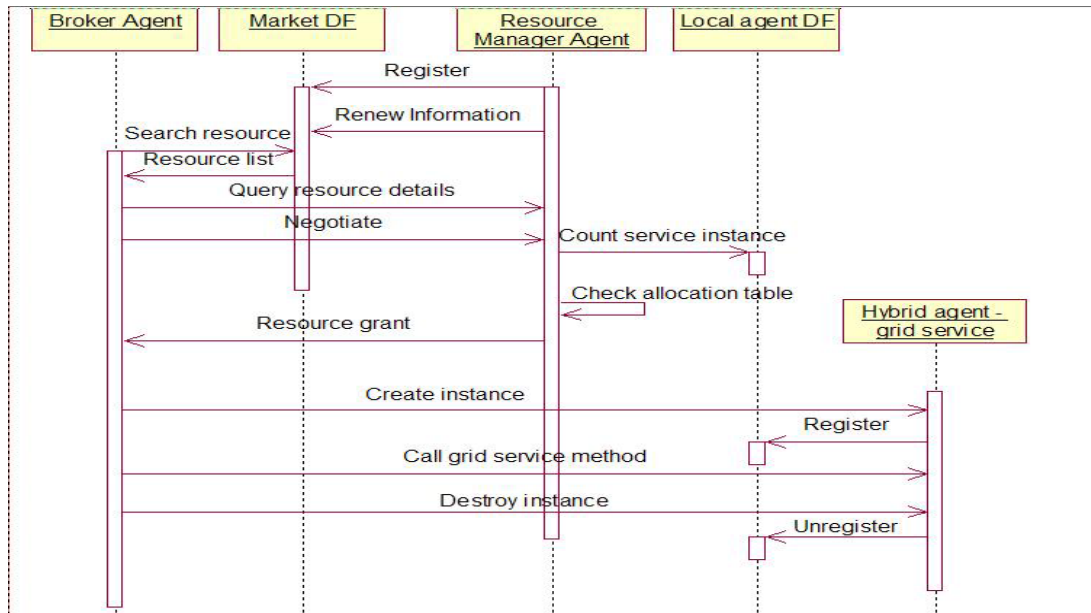 Broker Agent
Market DF
Resource
Manager Agent
Local agent DF
Register
Renew Information
Search resource
Resource list
Query resource details
Negotiate
Count service instance
Check allocation table
Hybrid agent -
grid service
Resource grant
Create instance
Register
Call grid service method
Destroy instance
Unregister